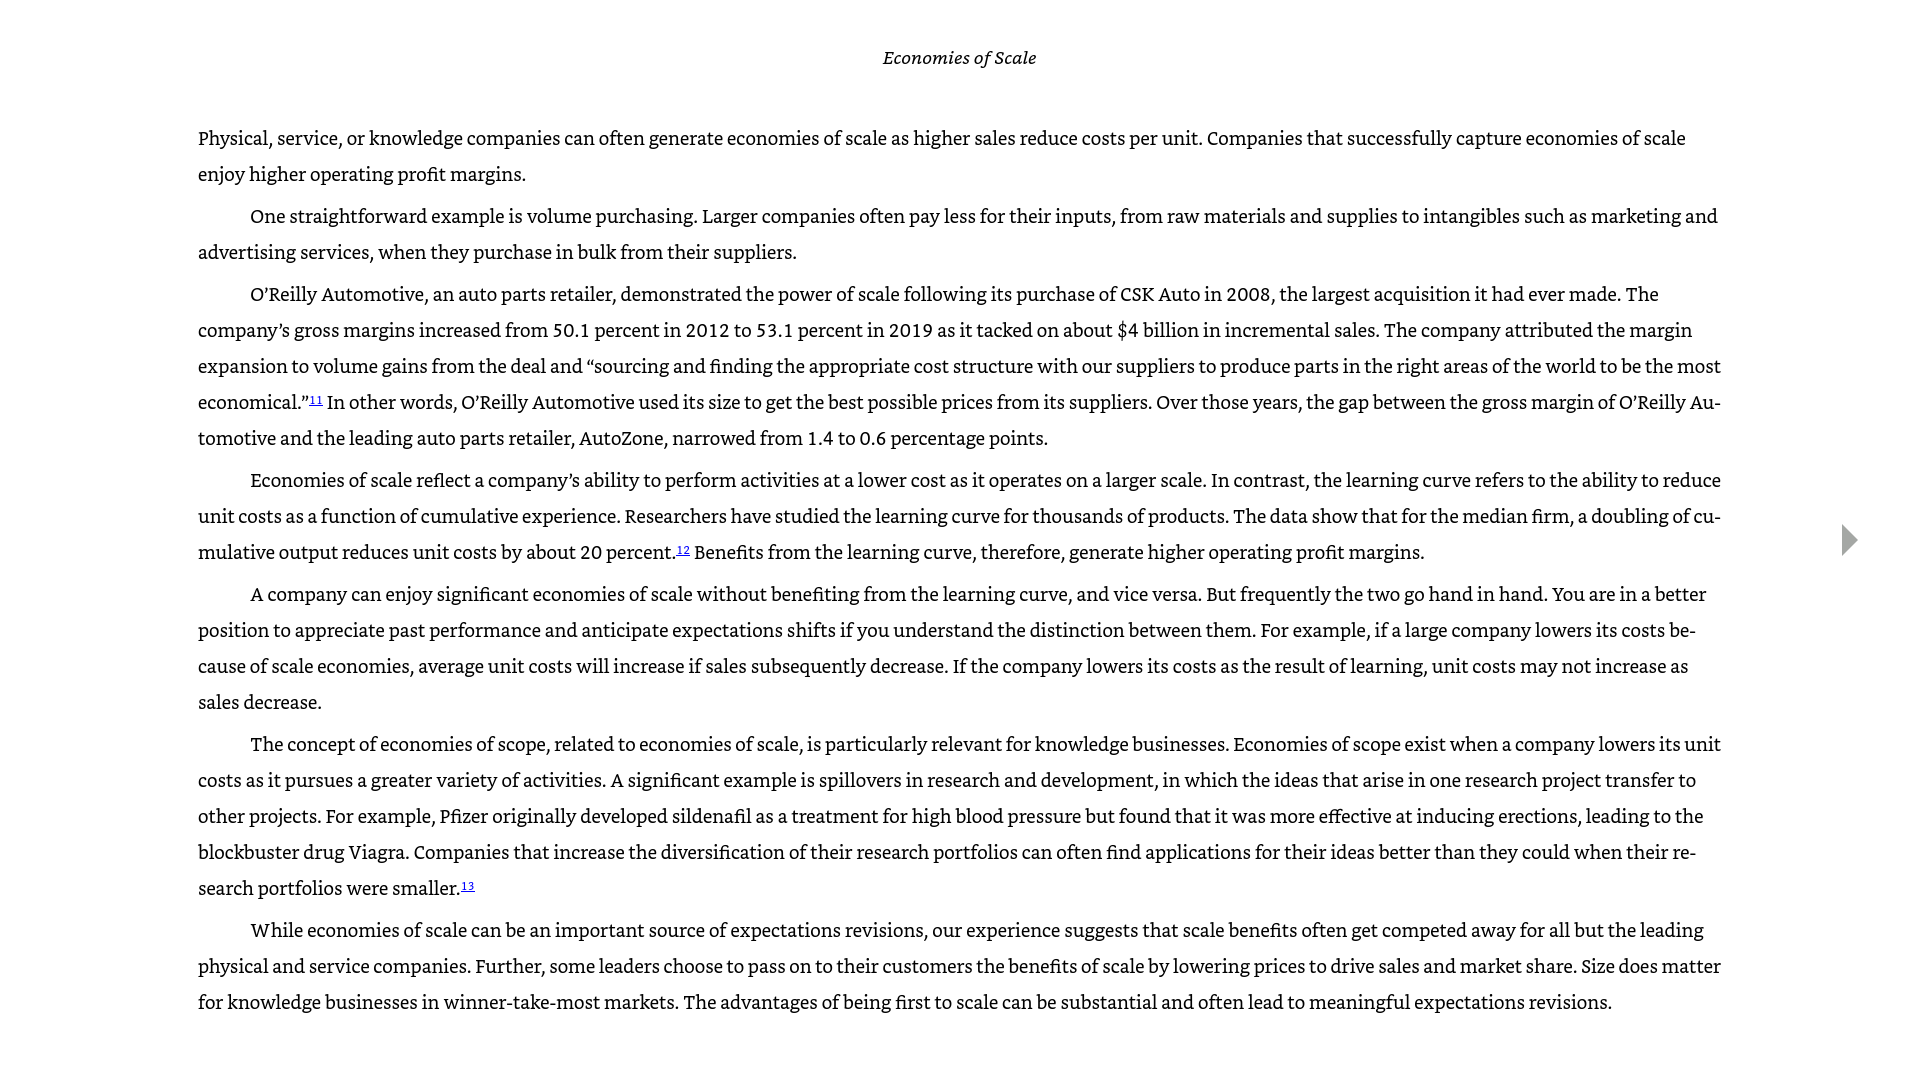 Economies of Scale
Physical, service, or knowledge companies can often generate economies of scale as higher sales reduce costs per unit. Companies that successfully capture economies of scale
enjoy higher operating profit margins.
One straightforward example is volume purchasing. Larger companies often pay less for their inputs, from raw materials and supplies to intangibles such as marketing and
advertising services, when they purchase in bulk from their suppliers.
O’Reilly Automotive, an auto parts retailer, demonstrated the power of scale following its purchase of CSK Auto in 2008, the largest acquisition it had ever made. The
company’s gross margins increased from 50.1 percent in 2012 to 53.1 percent in 2019 as it tacked on about $4 billion in incremental sales. The company attributed the margin
expansion to volume gains from the deal and “sourcing and finding the appropriate cost structure with our suppliers to produce parts in the right areas of the world to be the most
economical.”11 In other words, O’Reilly Automotive used its size to get the best possible prices from its suppliers. Over those years, the gap between the gross margin of O’Reilly Au-
tomotive and the leading auto parts retailer, AutoZone, narrowed from 1.4 to 0.6 percentage points.
Economies of scale reflect a company’s ability to perform activities at a lower cost as it operates on a larger scale. In contrast, the learning curve refers to the ability to reduce
unit costs as a function of cumulative experience. Researchers have studied the learning curve for thousands of products. The data show that for the median firm, a doubling of cu-
mulative output reduces unit costs by about 20 percent.12 Benefits from the learning curve, therefore, generate higher operating profit margins.
A company can enjoy significant economies of scale without benefiting from the learning curve, and vice versa. But frequently the two go hand in hand. You are in a better
position to appreciate past performance and anticipate expectations shifts if you understand the distinction between them. For example, if a large company lowers its costs be-
cause of scale economies, average unit costs will increase if sales subsequently decrease. If the company lowers its costs as the result of learning, unit costs may not increase as
sales decrease.
The concept of economies of scope, related to economies of scale, is particularly relevant for knowledge businesses. Economies of scope exist when a company lowers its unit
costs as it pursues a greater variety of activities. A significant example is spillovers in research and development, in which the ideas that arise in one research project transfer to
other projects. For example, Pfizer originally developed sildenafil as a treatment for high blood pressure but found that it was more effective at inducing erections, leading to the
blockbuster drug Viagra. Companies that increase the diversification of their research portfolios can often find applications for their ideas better than they could when their re-
search portfolios were smaller.13
While economies of scale can be an important source of expectations revisions, our experience suggests that scale benefits often get competed away for all but the leading
physical and service companies. Further, some leaders choose to pass on to their customers the benefits of scale by lowering prices to drive sales and market share. Size does matter
for knowledge businesses in winner-take-most markets. The advantages of being first to scale can be substantial and often lead to meaningful expectations revisions.